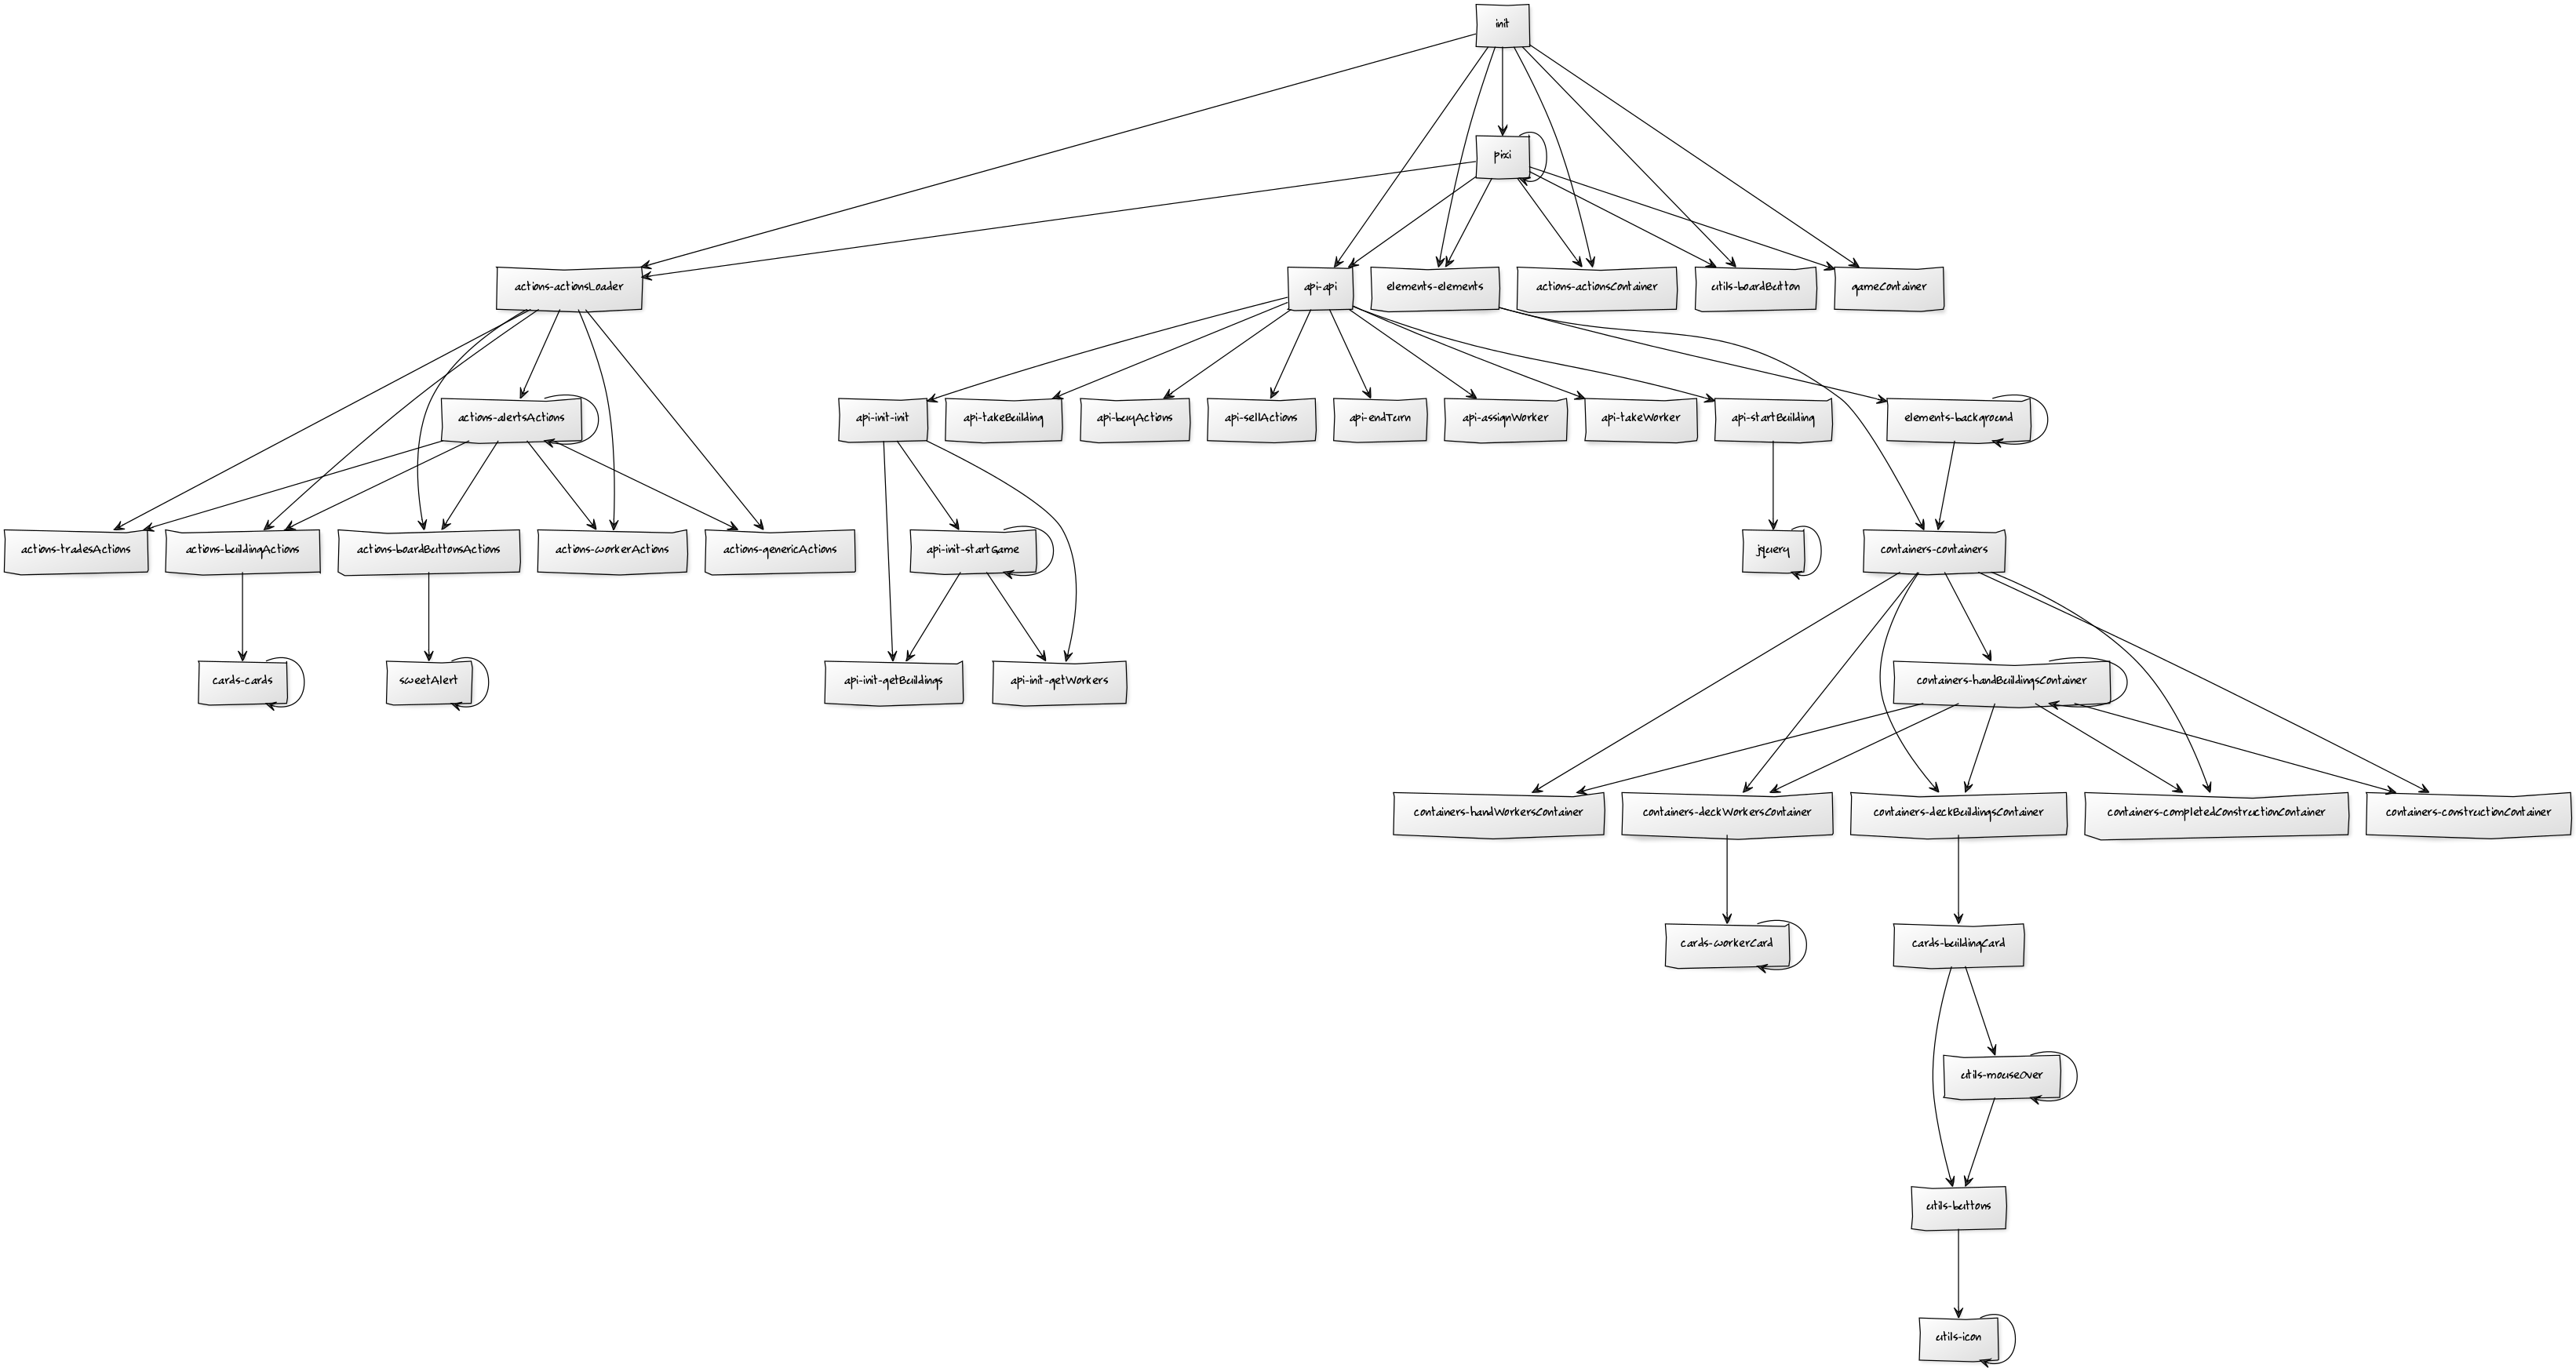 init
pixi
actions-actionsLoader
api-api
elements-elements
actions-actionsContainer
utils-boardButton
gameContainer
actions-alertsActions
api-init-init
api-takeBuilding
api-buyActions
api-sellActions
api-endTurn
api-assignWorker
api-takeWorker
api-startBuilding
elements-background
actions-tradesActions
actions-buildingActions
actions-boardButtonsActions
actions-workerActions
actions-genericActions
api-init-startGame
jquery
containers-containers
cards-cards
sweetAlert
api-init-getBuildings
api-init-getWorkers
containers-handBuildingsContainer
containers-handWorkersContainer
containers-deckWorkersContainer
containers-deckBuildingsContainer
containers-completedConstructionContainer
containers-constructionContainer
cards-workerCard
cards-buildingCard
utils-mouseOver
utils-buttons
utils-icon